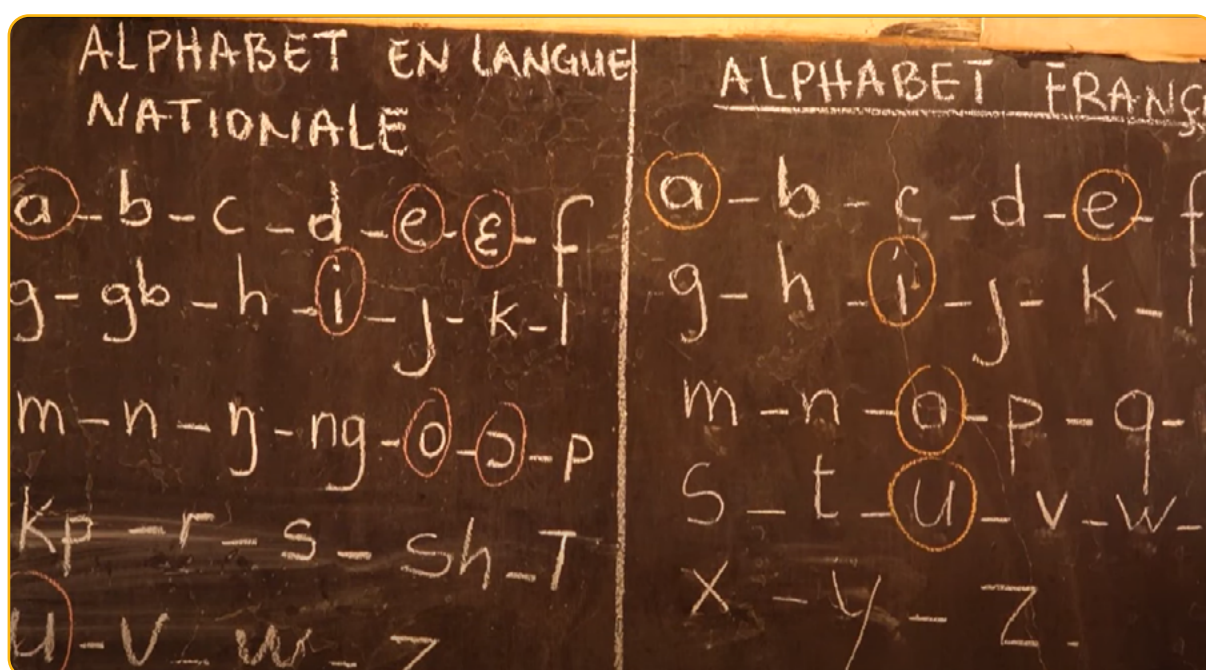 ALPHABET EN LANGUE
NATIONALE
a - b - c - d - e - ɛ - f
g - gb - h - i - j - k - l
m - n - ŋ - ng - o - ɔ - p
kp - r - s - sh - T
u - v - w - z
ALPHABET FRANÇ
a - b - c - d - e - f
g - h - i - j - k - l
m - n - o - p - q -
S - t - u - v - w -
x - y - z -